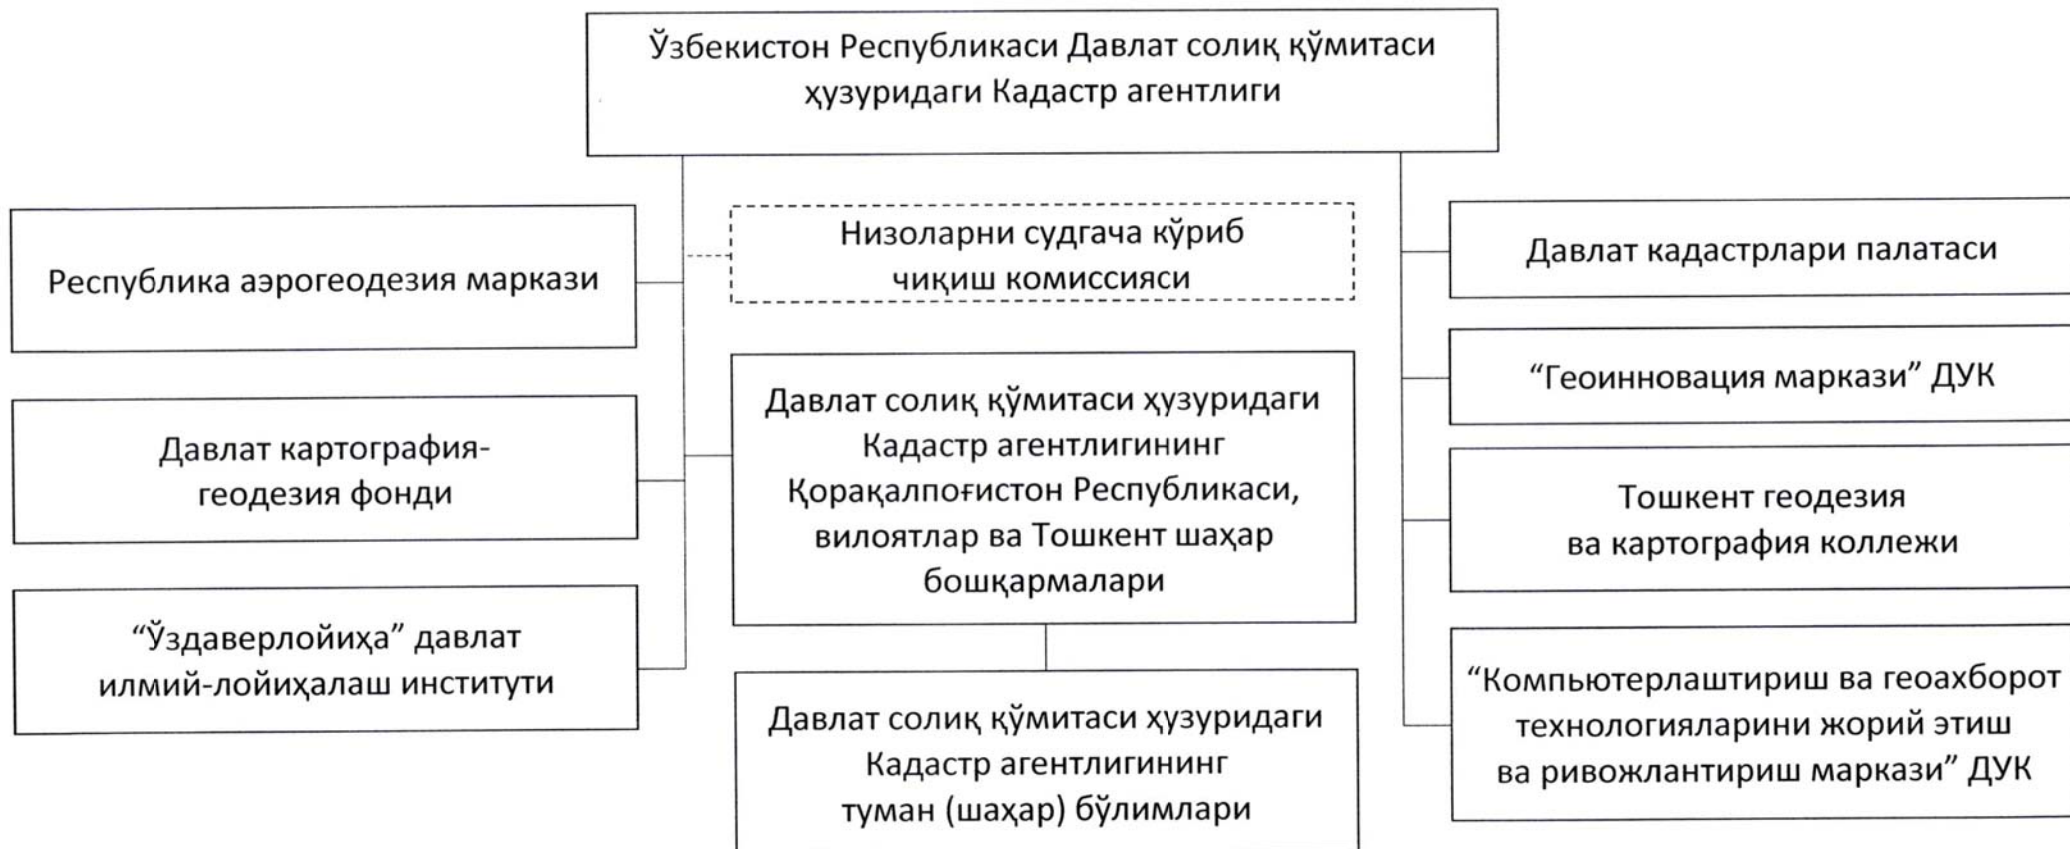 Ўзбекистон Республикаси Давлат солиқ қўмитаси
ҳузуридаги Кадастр агентлиги
Республика аэрогеодезия маркази
Давлат картография-
геодезия фонди
“Ўздаверлойиҳа” давлат
илмий-лойиҳалаш институти
Низоларни судгача кўриб
чиқиш комиссияси
Давлат солиқ қўмитаси ҳузуридаги
Кадастр агентлигининг
Қорақалпоғистон Республикаси,
вилоятлар ва Тошкент шаҳар
бошқармалари
Давлат солиқ қўмитаси ҳузуридаги
Кадастр агентлигининг
туман (шаҳар) бўлимлари
Давлат кадастрлари палатаси
“Геоинновация маркази” ДУК
Тошкент геодезия
ва картография коллежи
“Компьютерлаштириш ва геоахборот
технологияларини жорий этиш
ва ривожлантириш маркази” ДУК